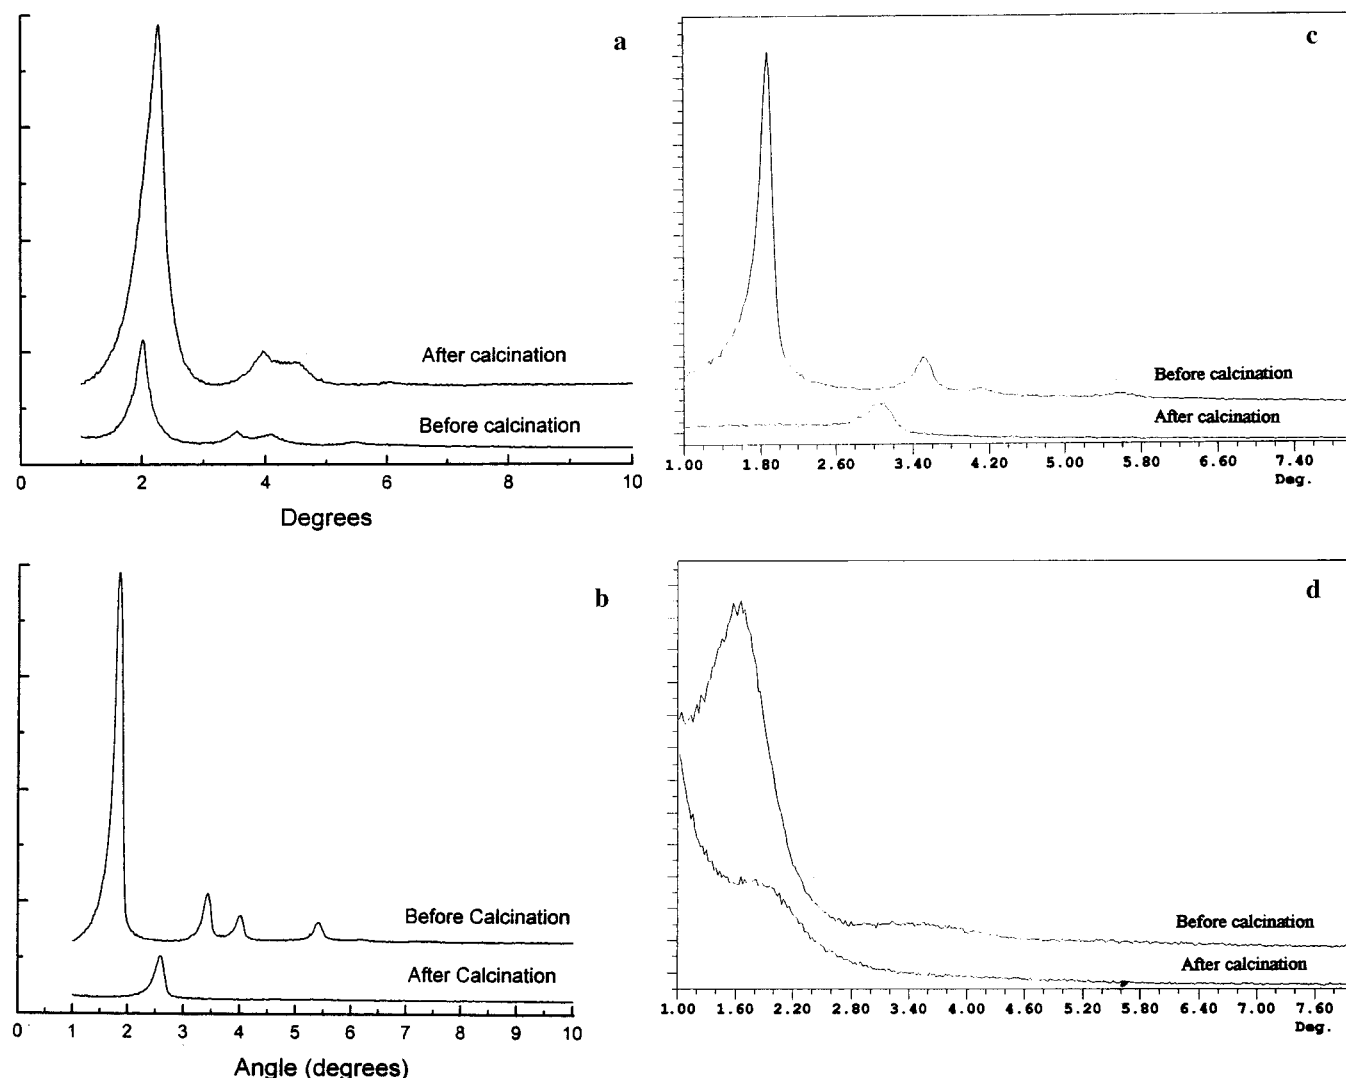 a
After calcination
Before calcination
0 2 4 6 8 10
Degrees
c
Before calcination
After calcination
1.00 1.80 2.60 3.40 4.20 5.00 5.80 6.60 7.40
Deg.
b
Before Calcination
After Calcination
0 1 2 3 4 5 6 7 8 9 10
Angle (degrees)
d
Before calcination
After calcination
1.00 1.60 2.20 2.80 3.40 4.00 4.60 5.20 5.80 6.40 7.00 7.60
Deg.